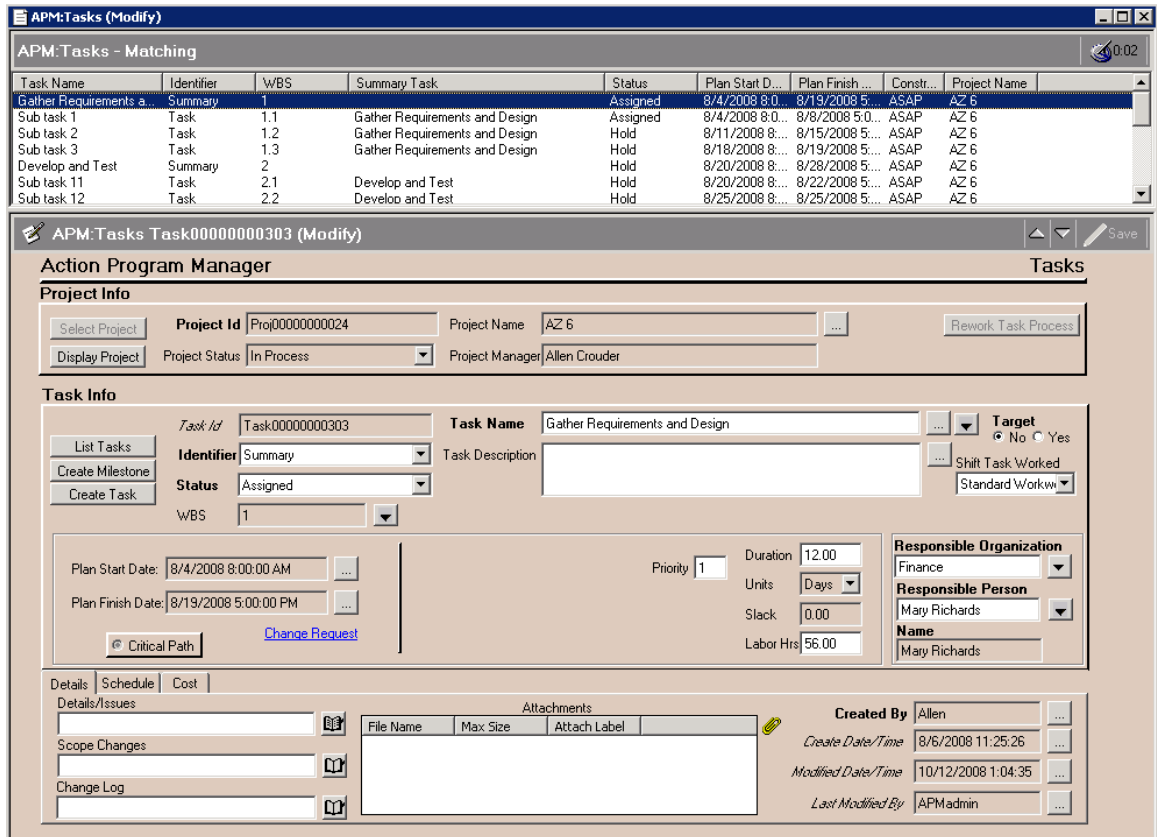 APM:Tasks (Modify)
APM:Tasks - Matching
0:02
Task Name Identifier WBS Summary Task Status Plan Start D... Plan Finish ... Constr... Project Name
Gather Requirements a... Summary 1 Assigned 8/4/2008 8:0... 8/19/2008 5:... ASAP AZ 6
Sub task 1 Task 1.1 Gather Requirements and Design Assigned 8/4/2008 8:0... 8/8/2008 5:0... ASAP AZ 6
Sub task 2 Task 1.2 Gather Requirements and Design Hold 8/11/2008 8:... 8/15/2008 5:... ASAP AZ 6
Sub task 3 Task 1.3 Gather Requirements and Design Hold 8/18/2008 8:... 8/19/2008 5:... ASAP AZ 6
Develop and Test Summary 2 Hold 8/20/2008 8:... 8/28/2008 5:... ASAP AZ 6
Sub task 11 Task 2.1 Develop and Test Hold 8/20/2008 8:... 8/22/2008 5:... ASAP AZ 6
Sub task 12 Task 2.2 Develop and Test Hold 8/25/2008 8:... 8/25/2008 5:... ASAP AZ 6
APM:Tasks Task00000000303 (Modify) Save
Action Program Manager Tasks
Project Info
Select Project Project Id Proj00000000024 Project Name AZ 6 ... Rework Task Process
Display Project Project Status In Process Project Manager Allen Crouder
Task Info
Task Id Task00000000303 Task Name Gather Requirements and Design ... Target
No Yes
List Tasks Identifier Summary Task Description ... Shift Task Worked
Create Milestone
Create Task Status Assigned Standard Workw
WBS 1
Plan Start Date: 8/4/2008 8:00:00 AM ... Priority 1 Duration 12.00 Responsible Organization
Finance
Units Days Responsible Person
Plan Finish Date: 8/19/2008 5:00:00 PM ... Slack 0.00 Mary Richards
Critical Path Change Request Name
Labor Hrs 56.00 Mary Richards
Details Schedule Cost
Details/Issues Attachments Created By Allen ...
File Name Max Size Attach Label
Scope Changes Create Date/Time 8/6/2008 11:25:26 ...
Modified Date/Time 10/12/2008 1:04:35 ...
Change Log Last Modified By APMadmin ...